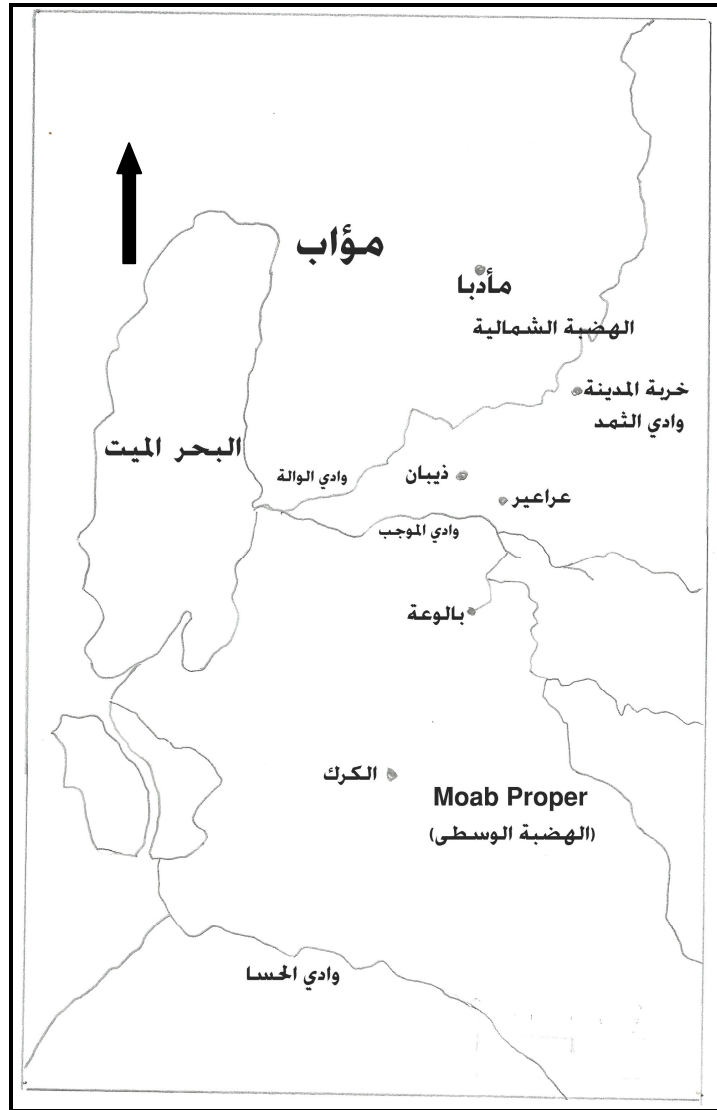 مؤاب
مأدبا
الهضبة الشمالية
خربة المدينة
وادي الثمد
البحر الميت
وادي الوالة
ذيبان
عراعير
وادي الموجب
بالوعة
الكرك
Moab Proper
(الهضبة الوسطى)
وادي الحسا